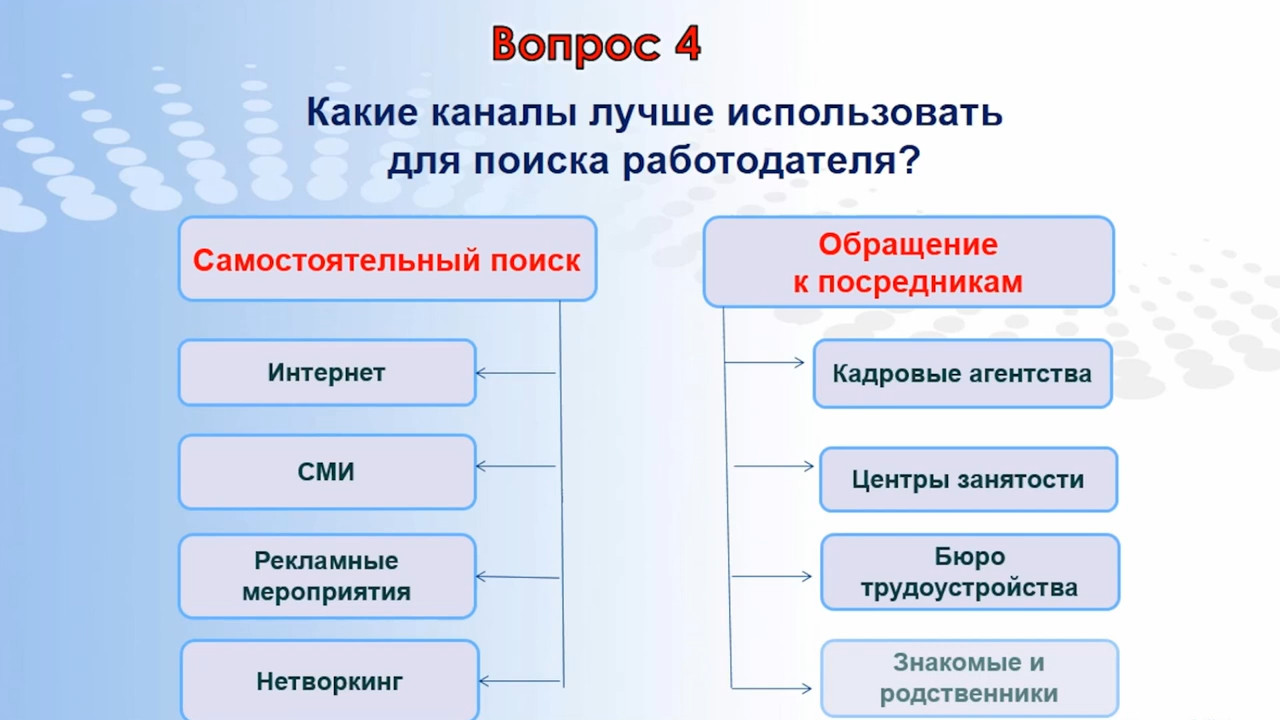 Вопрос 4
Какие каналы лучше использовать
для поиска работодателя?
Самостоятельный поиск
Интернет
СМИ
Рекламные
мероприятия
Нетворкинг
Обращение
к посредникам
Кадровые агентства
Центры занятости
Бюро
трудоустройства
Знакомые и
родственники